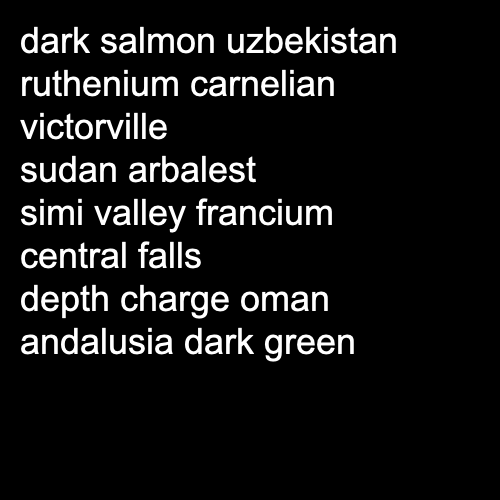 dark salmon uzbekistan
ruthenium carnelian
victorville
sudan arbalest
simi valley francium
central falls
depth charge oman
andalusia dark green